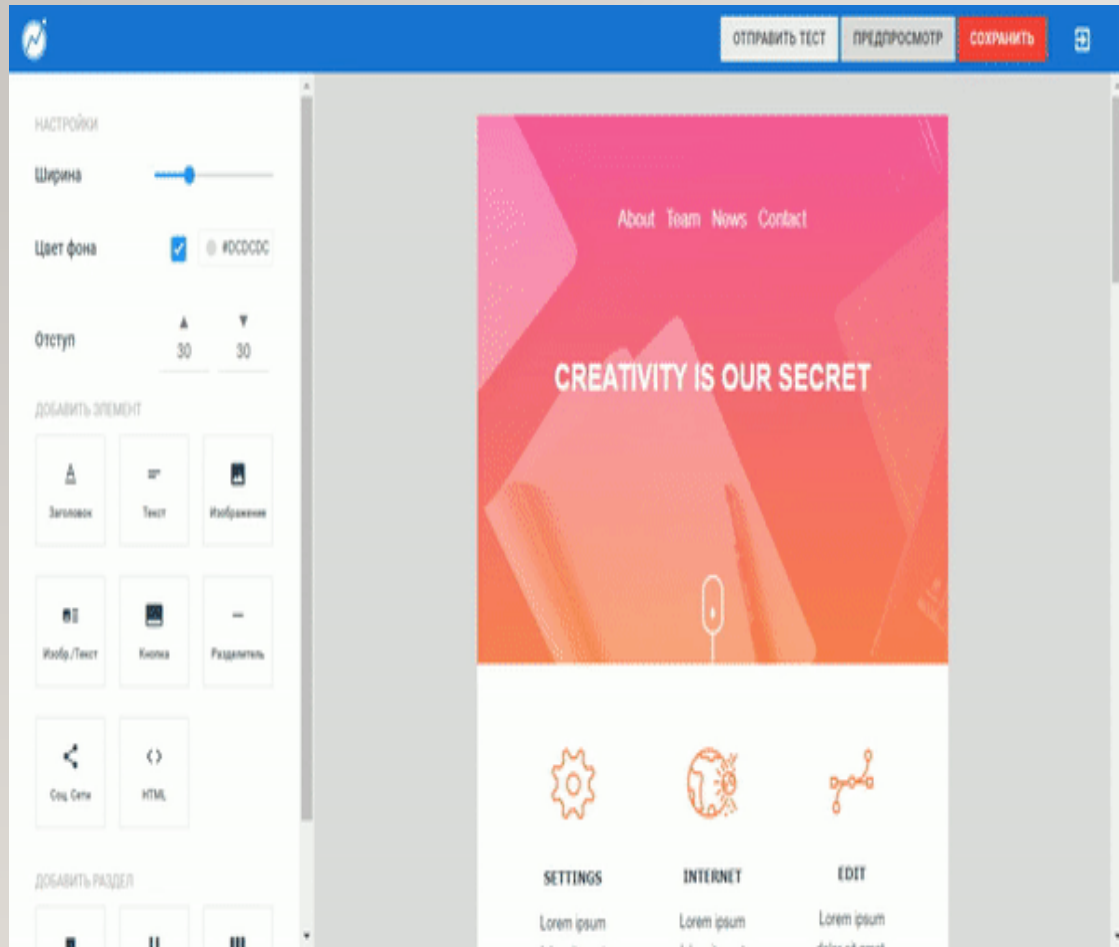 ОТПРАВИТЬ ТЕСТ ПРЕДПРОСМОТР СОХРАНИТЬ
НАСТРОЙКИ
Ширина
Цвет фона #DCDCDC
Отступ 30 30
ДОБАВИТЬ ЭЛЕМЕНТ
Заголовок Текст Изображение
Изобр./Текст Кнопка Разделитель
Соц. Сети HTML
ДОБАВИТЬ РАЗДЕЛ
About Team News Contact
CREATIVITY IS OUR SECRET
SETTINGS INTERNET EDIT
Lorem ipsum Lorem ipsum Lorem ipsum